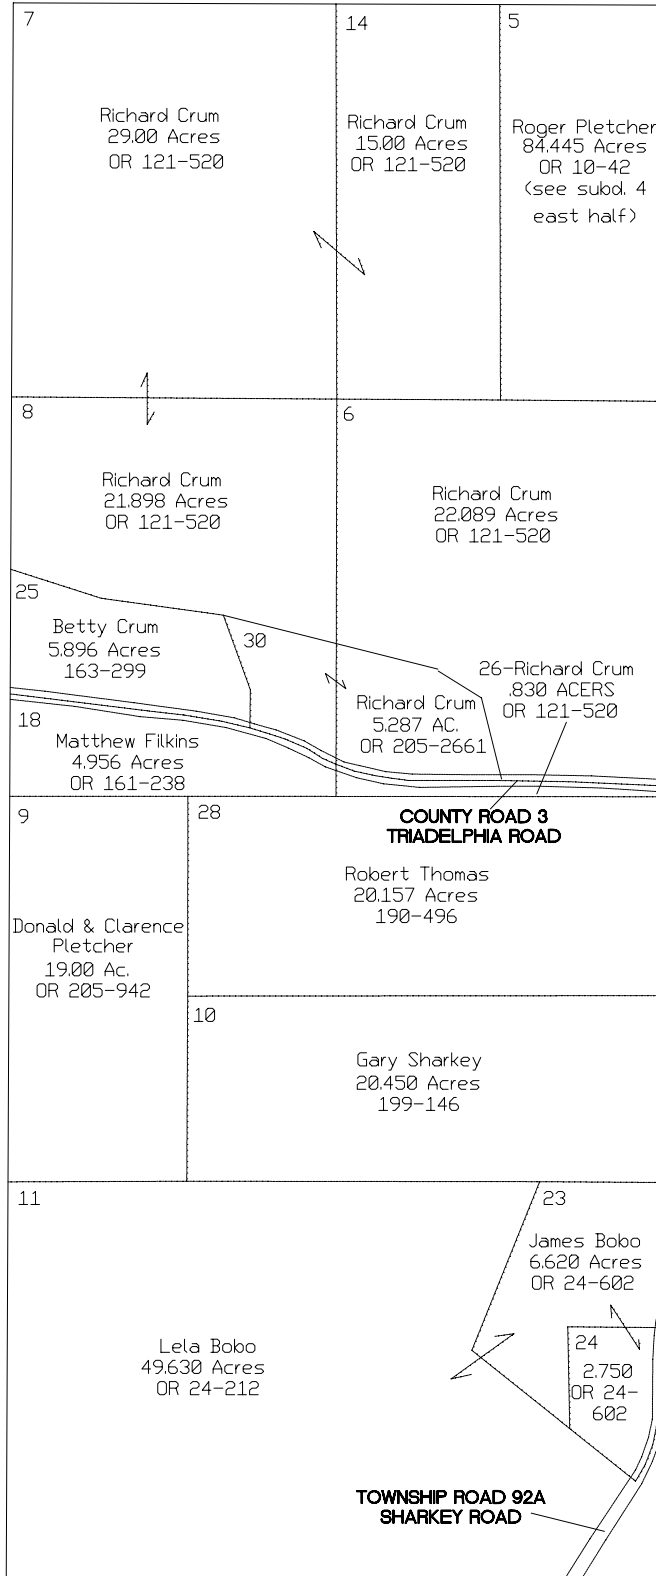 7
14
5
Richard Crum
29.00 Acres
OR 121-520
Richard Crum
15.00 Acres
OR 121-520
Roger Pletcher
84.445 Acres
OR 10-42
(see subd. 4
east half)
8
6
Richard Crum
21.898 Acres
OR 121-520
Richard Crum
22.089 Acres
OR 121-520
25
Betty Crum
5.896 Acres
163-299
30
Richard Crum
5.287 AC.
OR 205-2661
26-Richard Crum
.830 ACERS
OR 121-520
18
Matthew Filkins
4.956 Acres
OR 161-238
COUNTY ROAD 3
TRIADELPHIA ROAD
9
28
Donald & Clarence
Pletcher
19.00 Ac.
OR 205-942
Robert Thomas
20.157 Acres
190-496
10
Gary Sharkey
20.450 Acres
199-146
11
23
James Bobo
6.620 Acres
OR 24-602
Lela Bobo
49.630 Acres
OR 24-212
24
2.750
OR 24-
602
TOWNSHIP ROAD 92A
SHARKEY ROAD